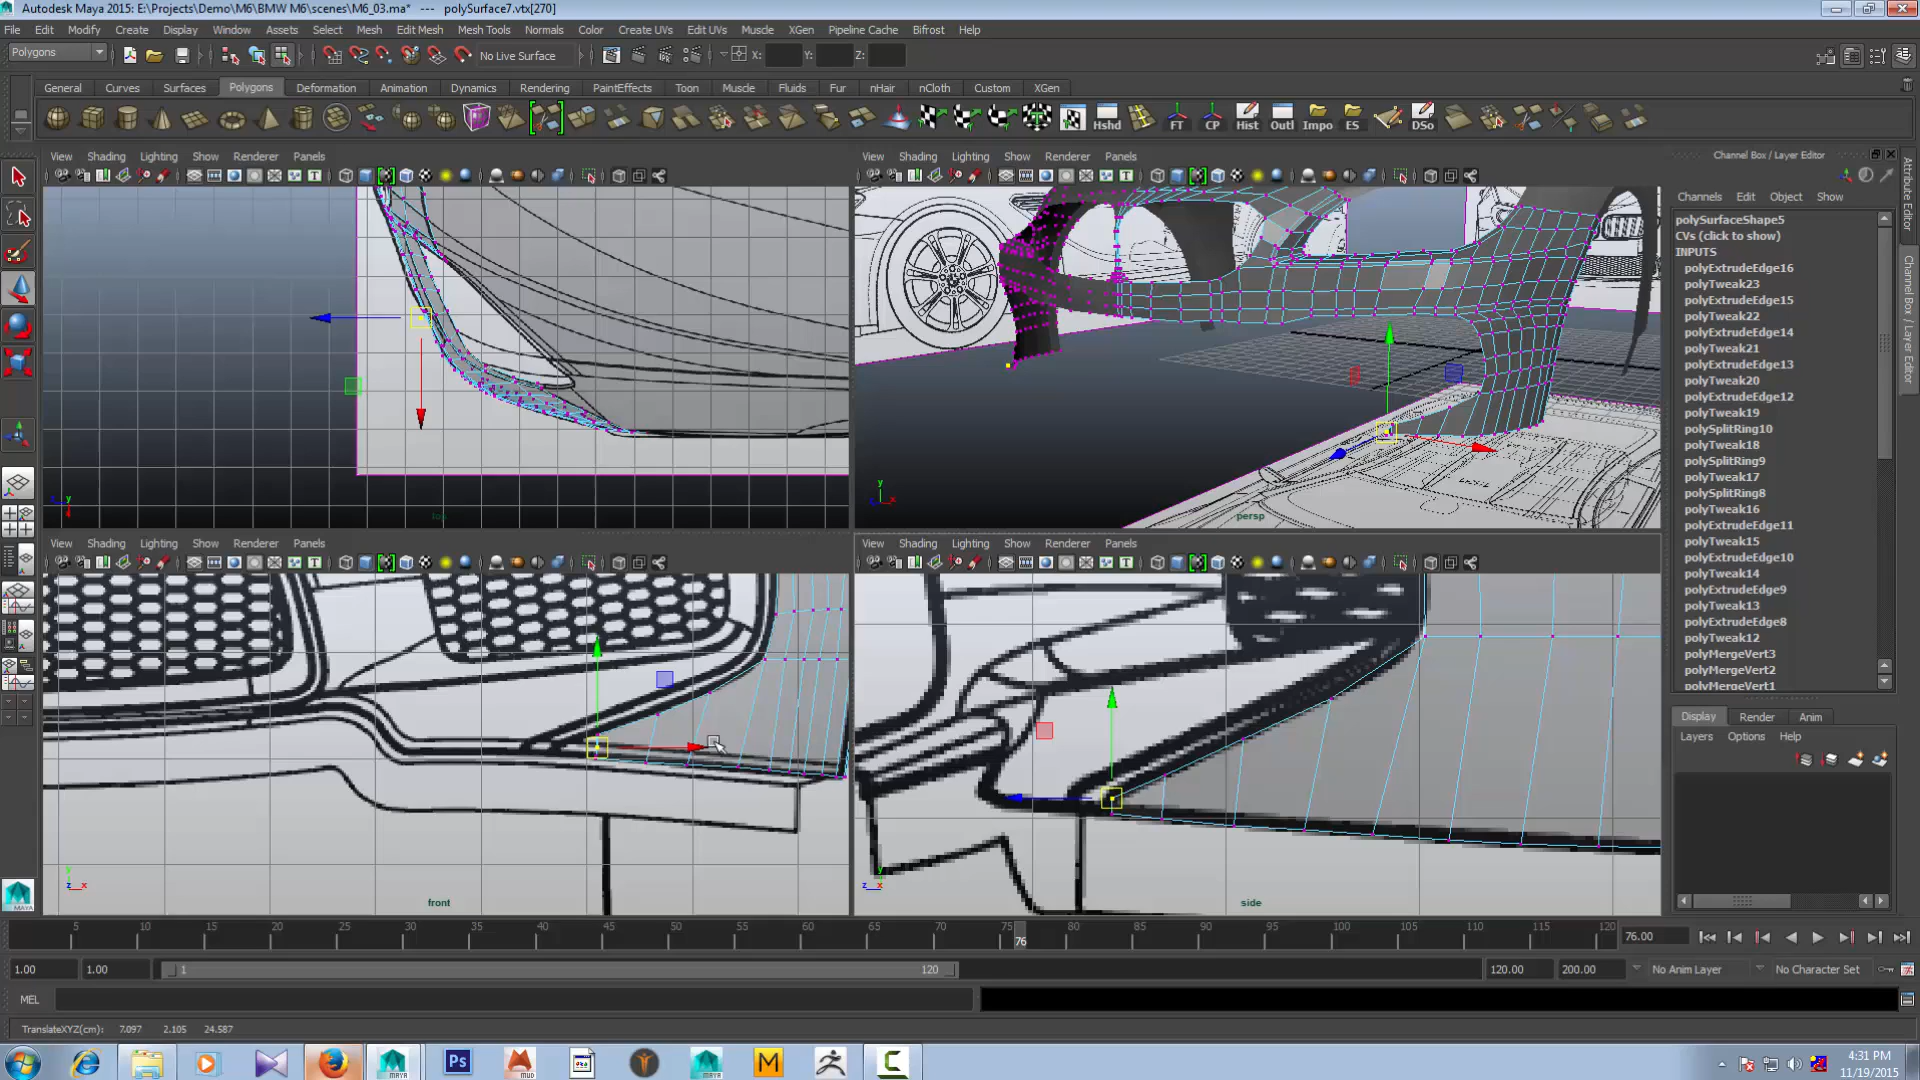 Autodesk Maya 2015: E:\Projects\Demo\M6\BMW M6\scenes\M6_03.ma* --- polySurface7.vtx[270]
File Edit Modify Create Display Window Assets Select Mesh Edit Mesh Mesh Tools Normals Color Create UVs Edit UVs Muscle XGen Pipeline Cache Bifrost Help
Polygons No Live Surface X: Y: Z:
General Curves Surfaces Polygons Deformation Animation Dynamics Rendering PaintEffects Toon Muscle Fluids Fur nHair nCloth Custom XGen
Hshd FT CP Hist Outl Impo ES DSo
View Shading Lighting Show Renderer Panels
View Shading Lighting Show Renderer Panels
Channel Box / Layer Editor
Channels Edit Object Show
polySurfaceShape5
CVs (click to show)
INPUTS
polyExtrudeEdge16
polyTweak23
polyExtrudeEdge15
polyTweak22
polyExtrudeEdge14
polyTweak21
polyExtrudeEdge13
polyTweak20
polyExtrudeEdge12
polyTweak19
polySplitRing10
polyTweak18
polySplitRing9
polyTweak17
polySplitRing8
polyTweak16
polyExtrudeEdge11
polyTweak15
polyExtrudeEdge10
polyTweak14
polyExtrudeEdge9
polyTweak13
polyExtrudeEdge8
polyTweak12
polyMergeVert3
polyMergeVert2
polyMergeVert1
Attribute Editor
Channel Box / Layer Editor
top
persp
View Shading Lighting Show Renderer Panels
View Shading Lighting Show Renderer Panels
front
side
Display Render Anim
Layers Options Help
5 10 15 20 25 30 35 40 45 50 55 60 65 70 75 80 85 90 95 100 105 110 115 120
76
76.00
1.00 1.00 1 120 120.00 200.00 No Anim Layer No Character Set
MEL
TranslateXYZ(cm): 7.097 2.105 24.587
4:31 PM
11/19/2015